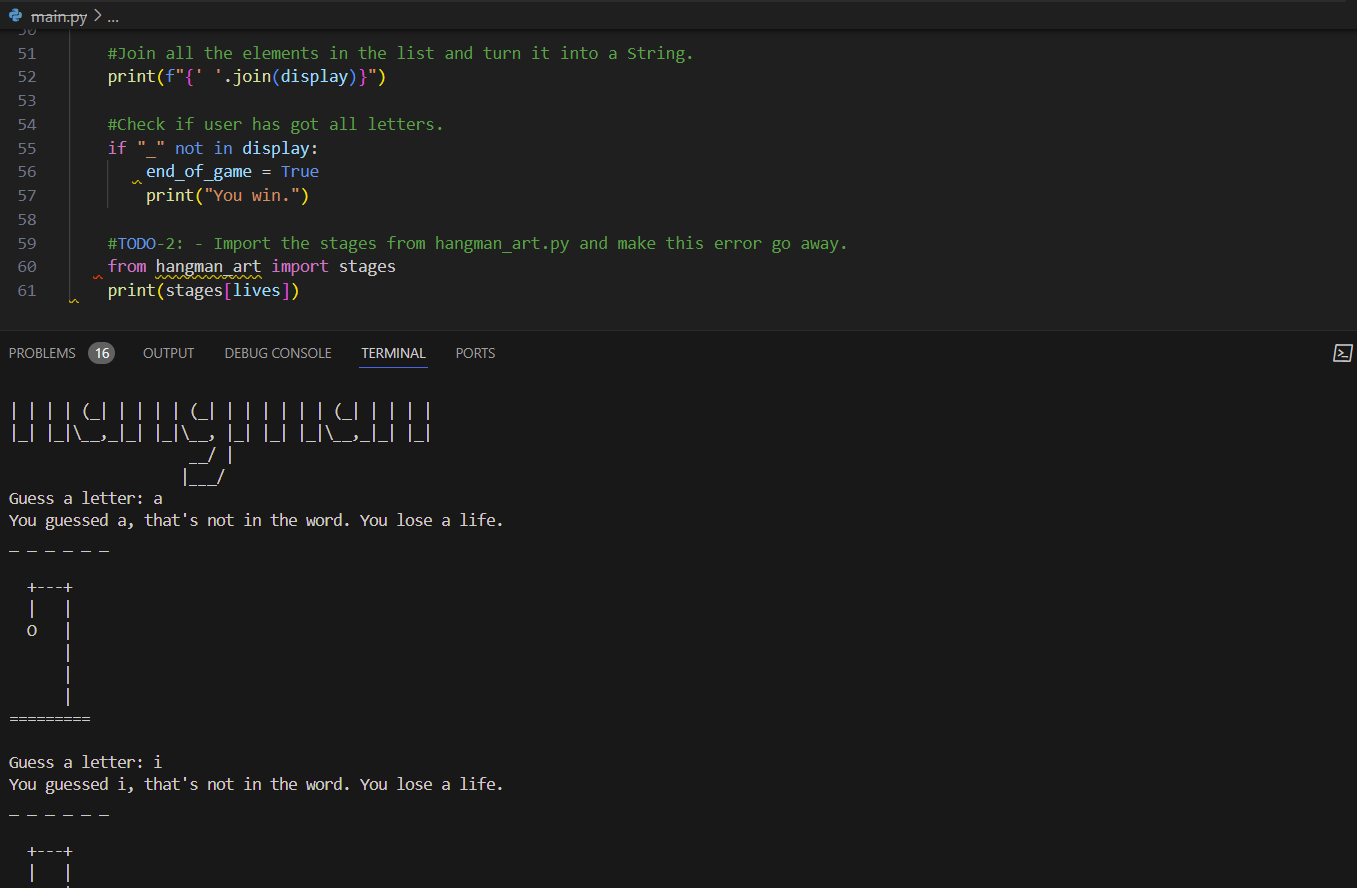 main.py > ...
50
51 #Join all the elements in the list and turn it into a String.
52 print(f"{' '.join(display)}")
53
54 #Check if user has got all letters.
55 if "_" not in display:
56 end_of_game = True
57 print("You win.")
58
59 #TODO-2: - Import the stages from hangman_art.py and make this error go away.
60 from hangman_art import stages
61 print(stages[lives])
PROBLEMS 16 OUTPUT DEBUG CONSOLE TERMINAL PORTS
| | | | (_| | | | | (_| | | | | | | (_| | | | |
|_| |_|\__,_|_| |_|\__, |_| |_| |_|\__,_|_| |_|
                    __/ |
                   |___/
Guess a letter: a
You guessed a, that's not in the word. You lose a life.
_ _ _ _ _ _
  +---+
  |   |
  O   |
      |
      |
      |
=========
Guess a letter: i
You guessed i, that's not in the word. You lose a life.
_ _ _ _ _ _
  +---+
  |   |